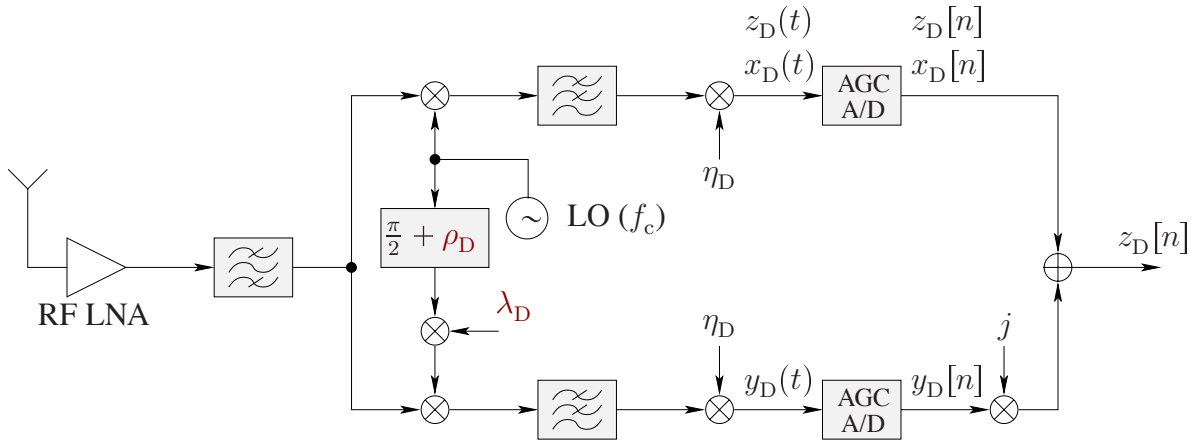 z_D(t)
z_D[n]
x_D(t)
AGC
A/D
x_D[n]
η_D
LO (f_c)
π/2 + ρ_D
RF LNA
λ_D
z_D[n]
η_D
y_D(t)
AGC
A/D
y_D[n]
j